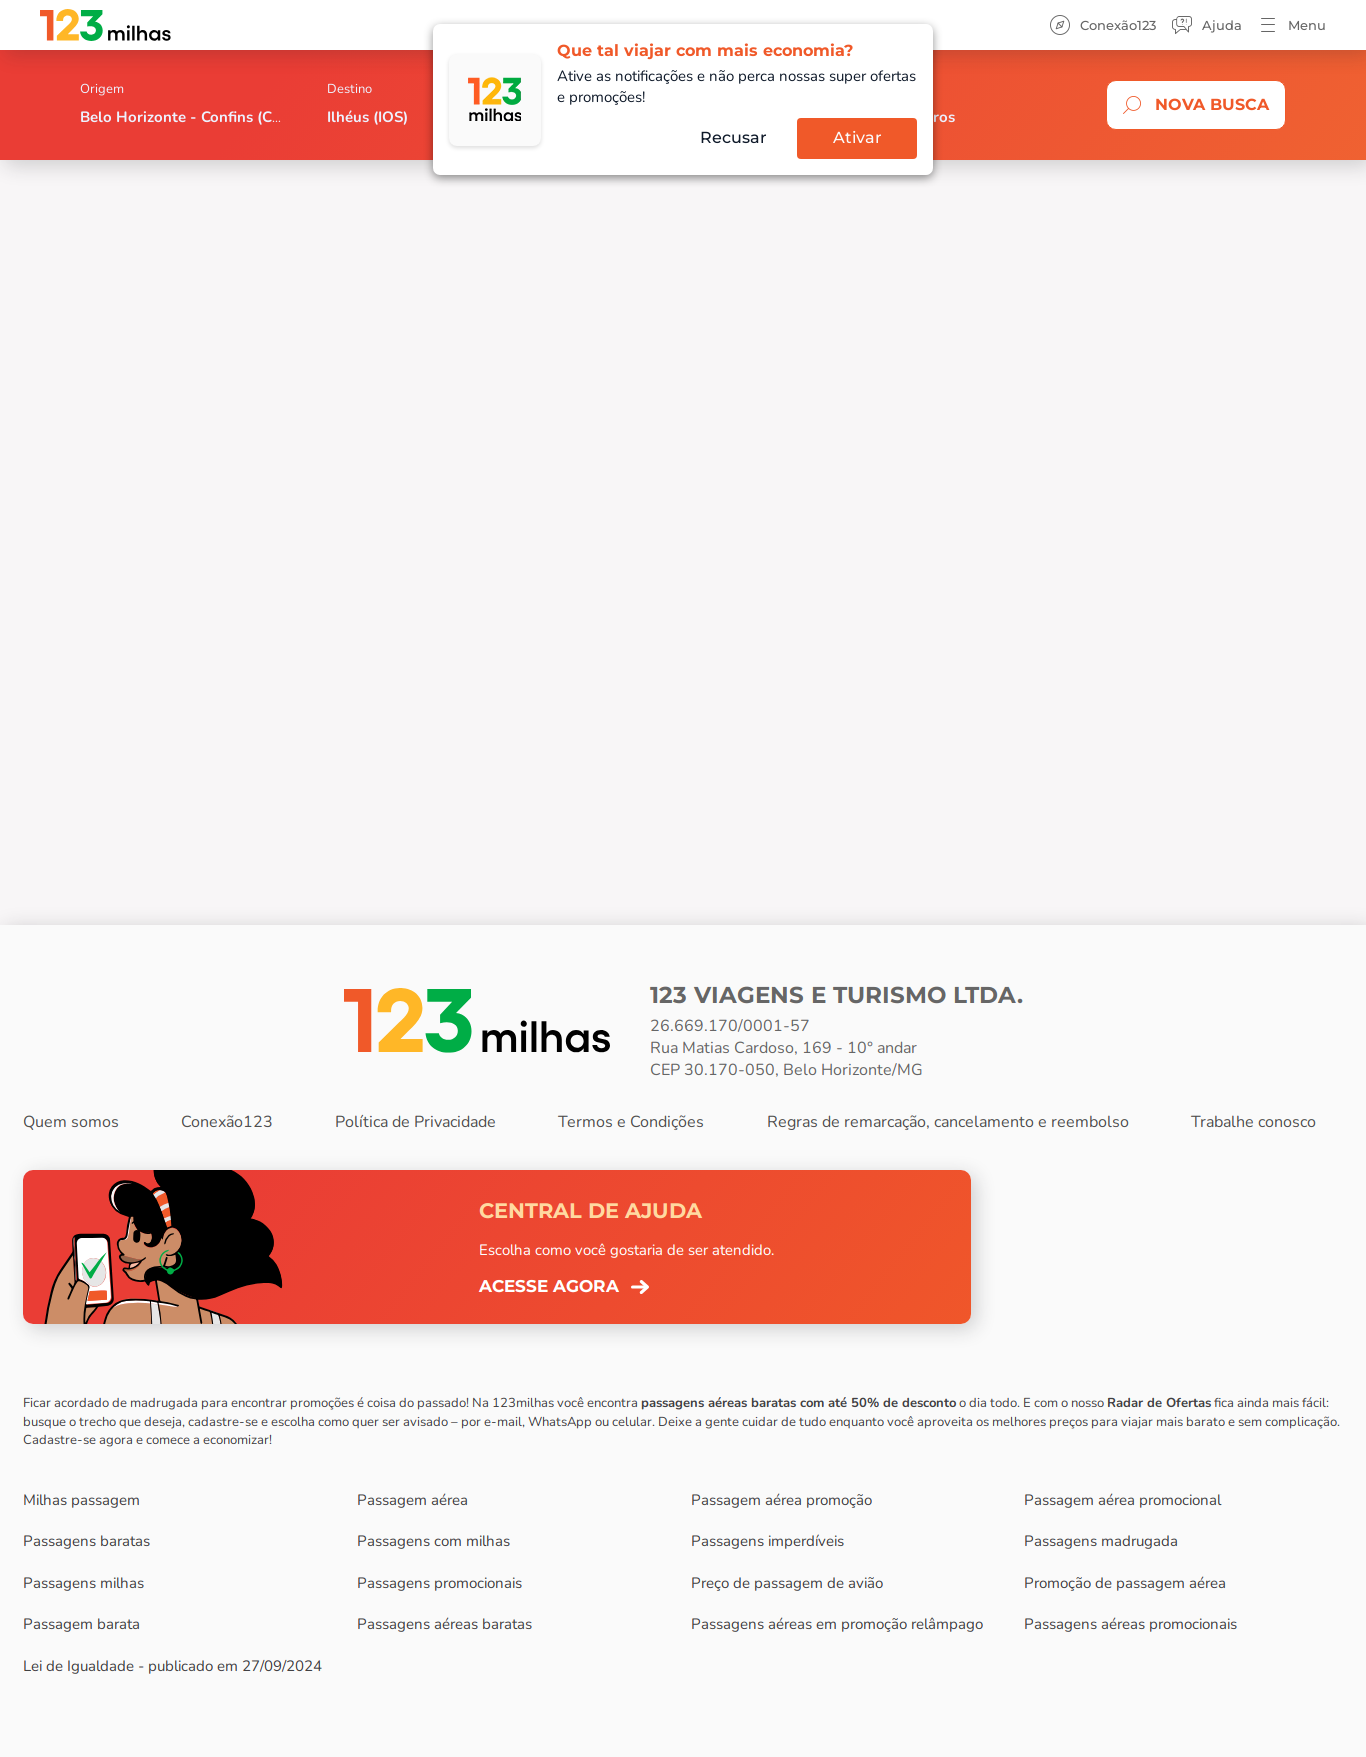 123 milhas
Conexão123
Ajuda
Menu
Origem
Belo Horizonte - Confins (C...
Destino
Ilhéus (IOS)
NOVA BUSCA
123
milhas
Que tal viajar com mais economia?
Ative as notificações e não perca nossas super ofertas
e promoções!
Recusar
Ativar
123 milhas
123 VIAGENS E TURISMO LTDA.
26.669.170/0001-57
Rua Matias Cardoso, 169 - 10° andar
CEP 30.170-050, Belo Horizonte/MG
Quem somos
Conexão123
Política de Privacidade
Termos e Condições
Regras de remarcação, cancelamento e reembolso
Trabalhe conosco
CENTRAL DE AJUDA
Escolha como você gostaria de ser atendido.
ACESSE AGORA
Ficar acordado de madrugada para encontrar promoções é coisa do passado! Na 123milhas você encontra passagens aéreas baratas com até 50% de desconto o dia todo. E com o nosso Radar de Ofertas fica ainda mais fácil:
busque o trecho que deseja, cadastre-se e escolha como quer ser avisado – por e-mail, WhatsApp ou celular. Deixe a gente cuidar de tudo enquanto você aproveita os melhores preços para viajar mais barato e sem complicação.
Cadastre-se agora e comece a economizar!
Milhas passagem
Passagem aérea
Passagem aérea promoção
Passagem aérea promocional
Passagens baratas
Passagens com milhas
Passagens imperdíveis
Passagens madrugada
Passagens milhas
Passagens promocionais
Preço de passagem de avião
Promoção de passagem aérea
Passagem barata
Passagens aéreas baratas
Passagens aéreas em promoção relâmpago
Passagens aéreas promocionais
Lei de Igualdade - publicado em 27/09/2024